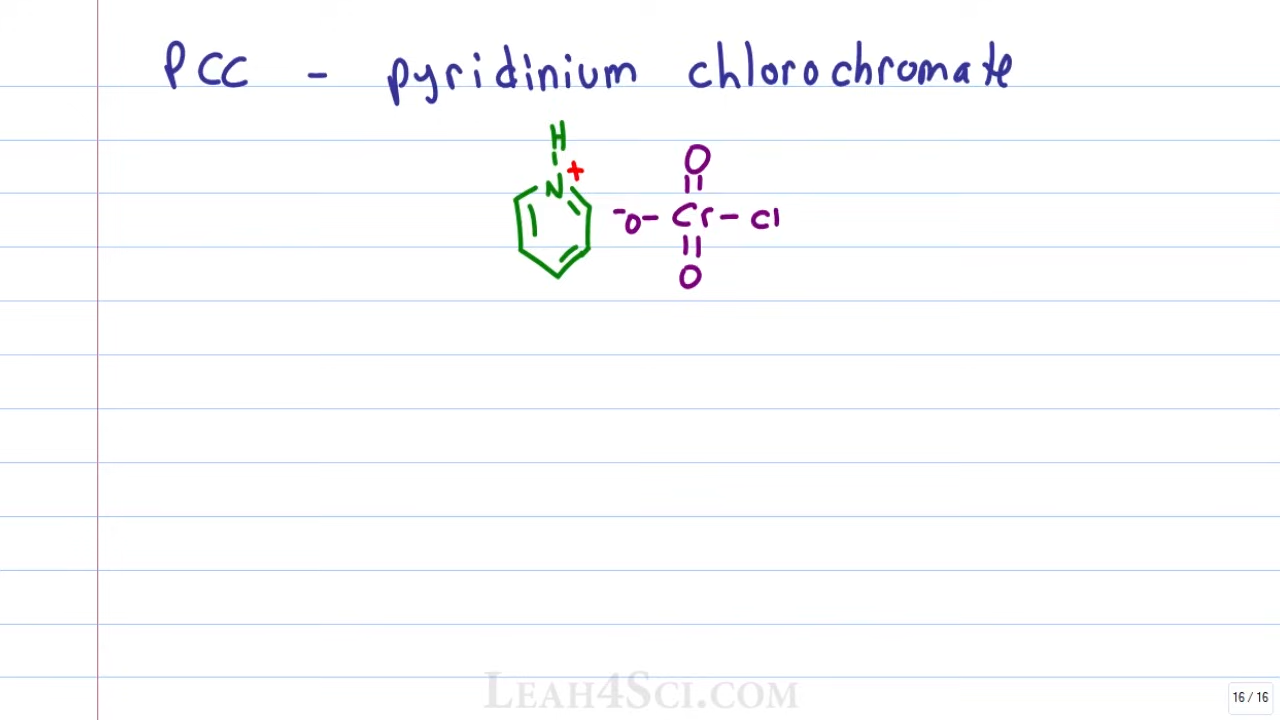 PCC - pyridinium chlorochromate
H
N+
O
-O-Cr-Cl
O
LEAH4SCI.COM
16 / 16